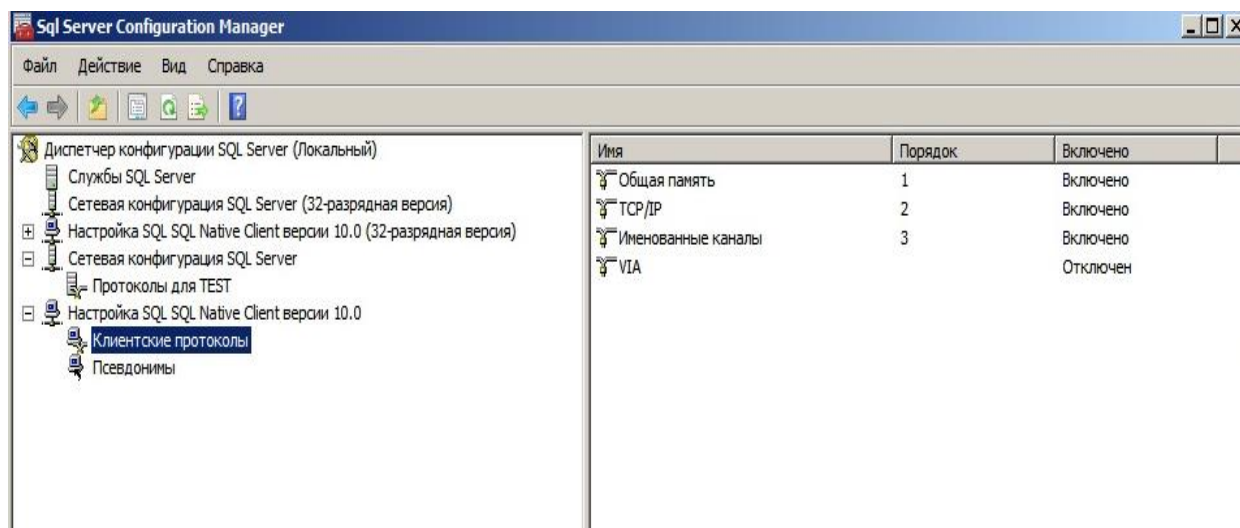 Sql Server Configuration Manager
Файл Действие Вид Справка
Диспетчер конфигурации SQL Server (Локальный)
Службы SQL Server
Сетевая конфигурация SQL Server (32-разрядная версия)
Настройка SQL SQL Native Client версии 10.0 (32-разрядная версия)
Сетевая конфигурация SQL Server
Протоколы для TEST
Настройка SQL SQL Native Client версии 10.0
Клиентские протоколы
Псевдонимы
Имя Порядок Включено
Общая память 1 Включено
TCP/IP 2 Включено
Именованные каналы 3 Включено
VIA Отключен